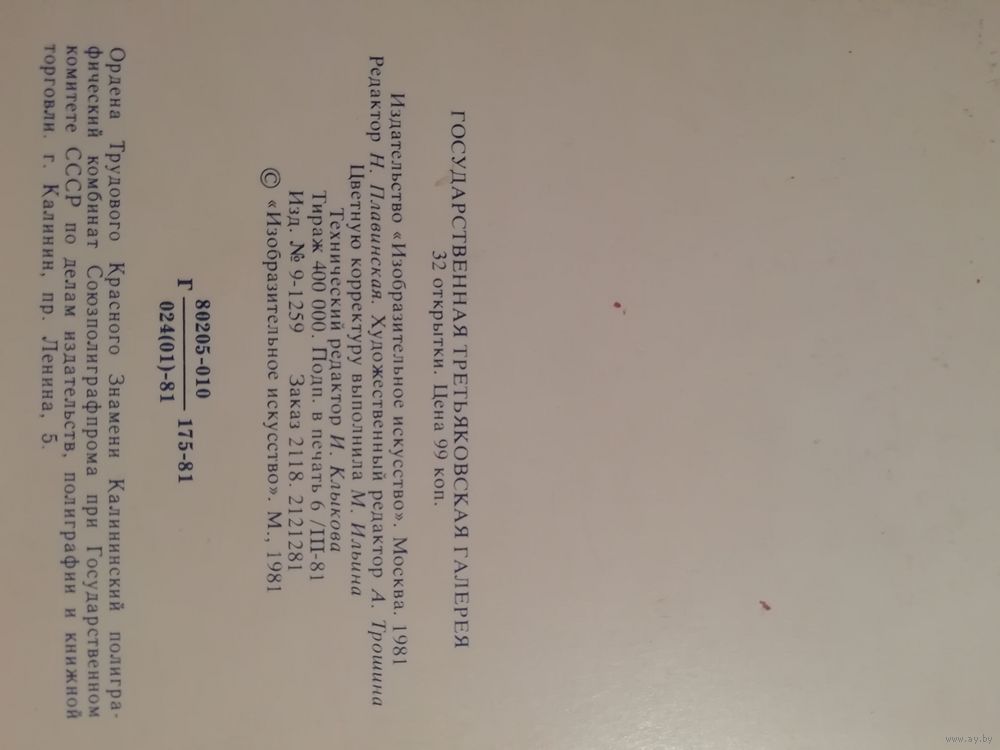 ГОСУДАРСТВЕННАЯ ТРЕТЬЯКОВСКАЯ ГАЛЕРЕЯ
32 открытки. Цена 99 коп.
Издательство «Изобразительное искусство». Москва. 1981
Редактор Н. Плавинская. Художественный редактор А. Трошина
Цветную корректуру выполнила М. Ильина
Технический редактор И. Клыкова
Тираж 400 000. Подп. в печать 6/III-81
Изд. № 9-1259 Заказ 2118. 2121281
© «Изобразительное искусство». М., 1981
80205-010
Г 175-81
024(01)-81
Ордена Трудового Красного Знамени Калининский полигра-
фический комбинат Союзполиграфпрома при Государственном
комитете СССР по делам издательств, полиграфии и книжной
торговли. г. Калинин, пр. Ленина, 5.
www.ay.by